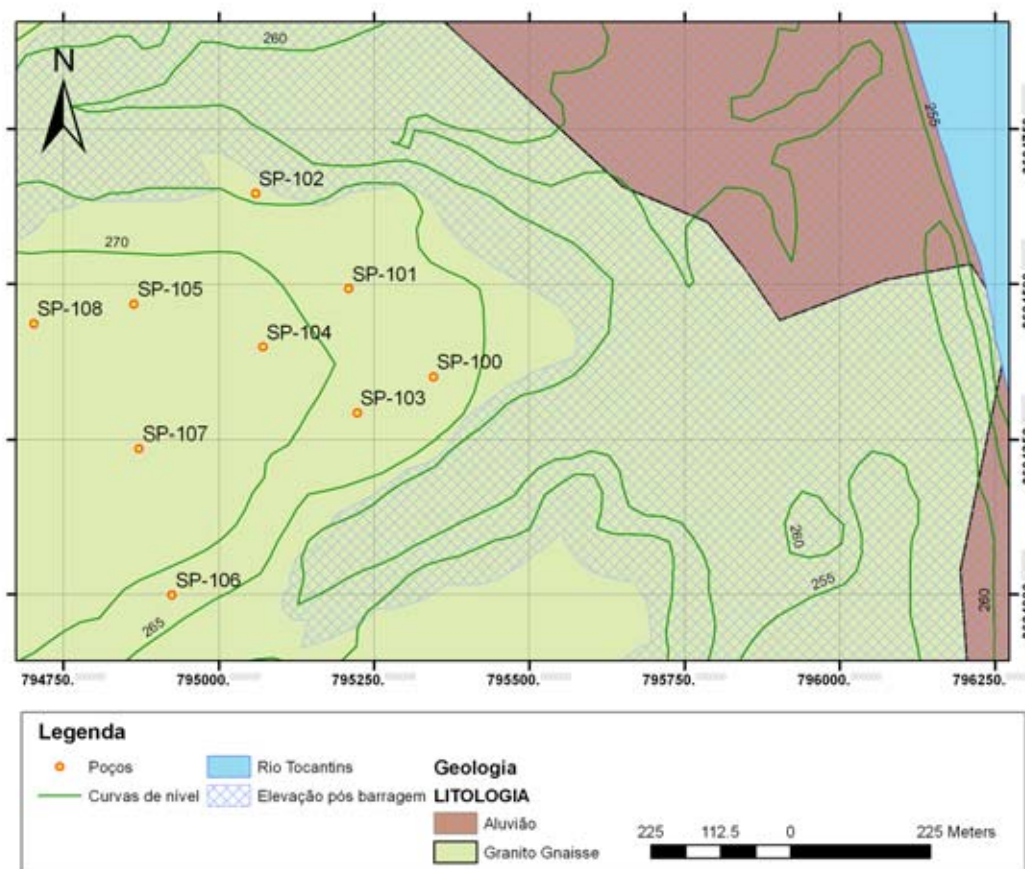 260
N
255
SP-102
270
SP-101
SP-105
SP-108
SP-104
SP-100
SP-103
SP-107
260
SP-106
255
265
260
794750.
795000.
795250.
795500.
795750.
796000.
796250.
Legenda
Poços
Rio Tocantins
Geologia
Curvas de nível
Elevação pós barragem
LITOLOGIA
Aluvião
225 112.5 0 225 Meters
Granito Gnaisse